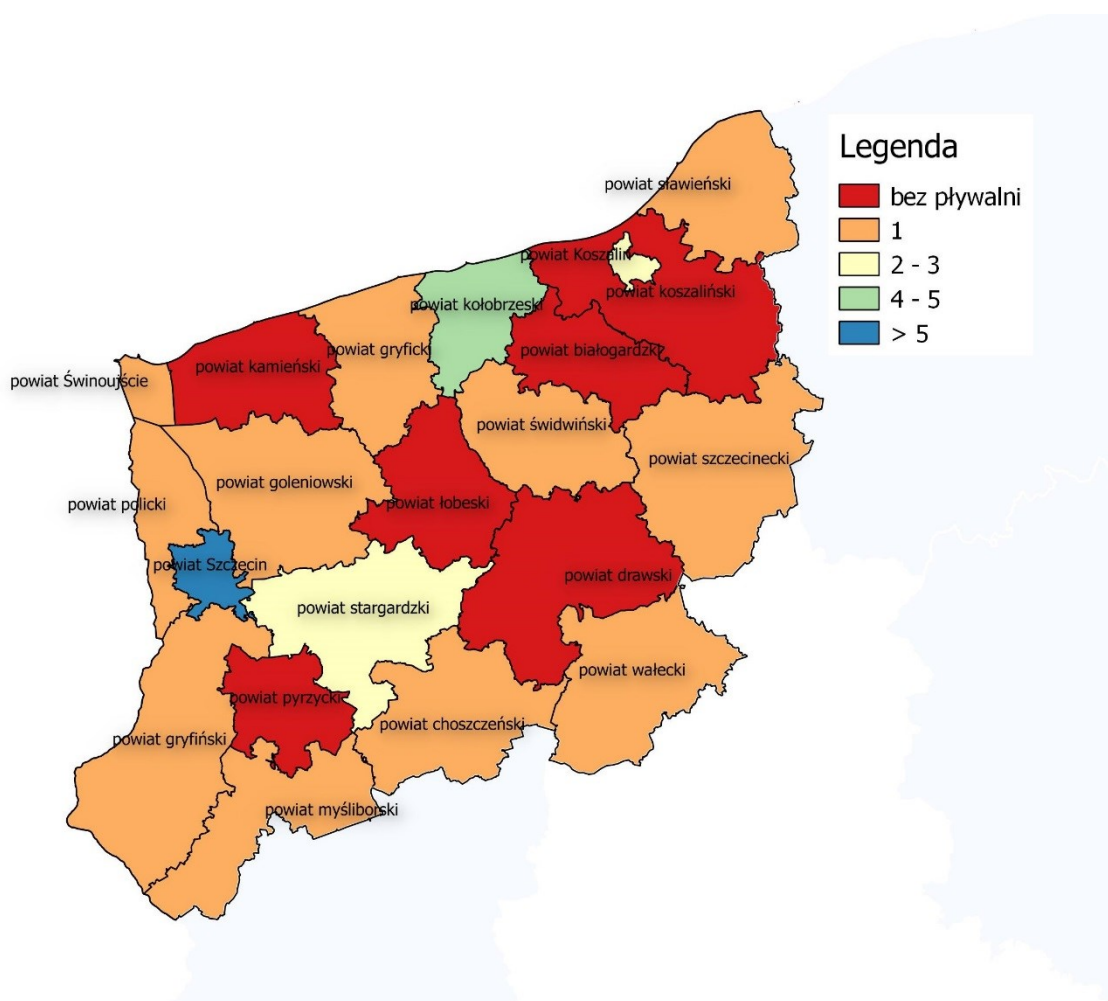 Legenda
bez pływalni
1
2 - 3
4 - 5
> 5
powiat sławieński
powiat Koszalin
powiat koszaliński
powiat kołobrzeski
powiat gryficki
powiat białogardzki
powiat kamieński
powiat Świnoujście
powiat świdwiński
powiat szczecinecki
powiat goleniowski
powiat policki
powiat łobeski
powiat Szczecin
powiat drawski
powiat stargardzki
powiat wałecki
powiat pyrzycki
powiat choszczeński
powiat gryfiński
powiat myśliborski